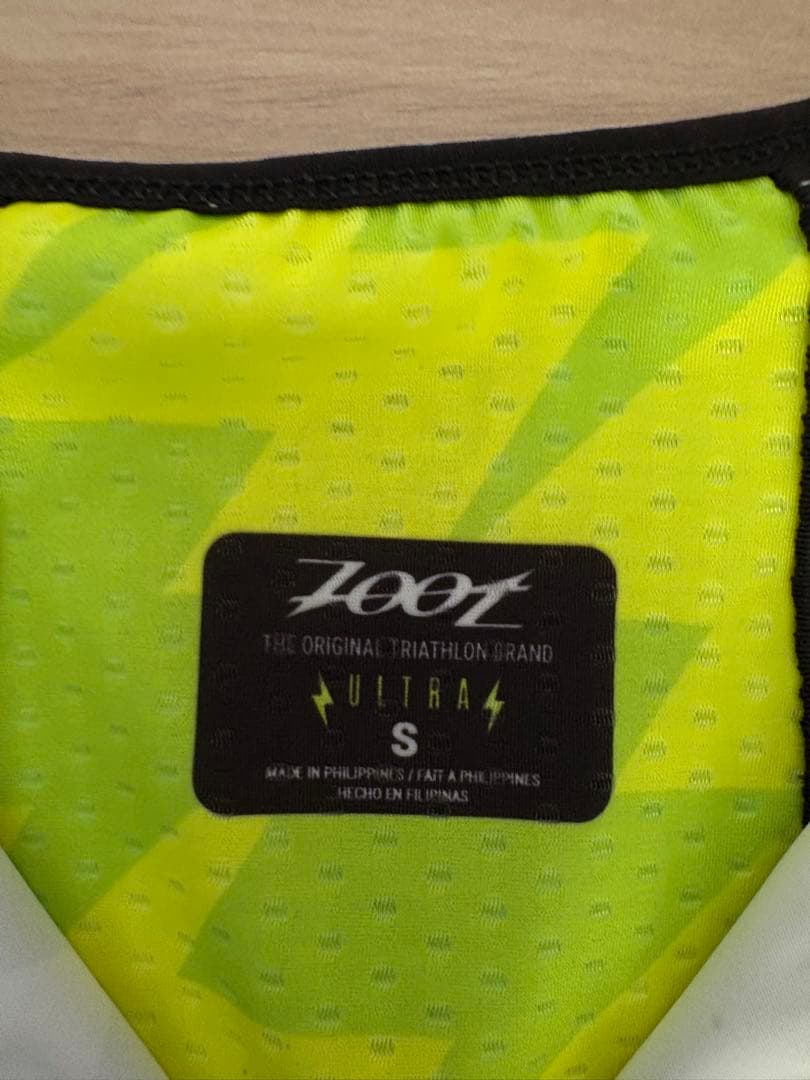 ZOOT
THE ORIGINAL TRIATHLON BRAND
ULTRA
S
MADE IN PHILIPPINES / FAIT A PHILIPPINES
HECHO EN FILIPINAS